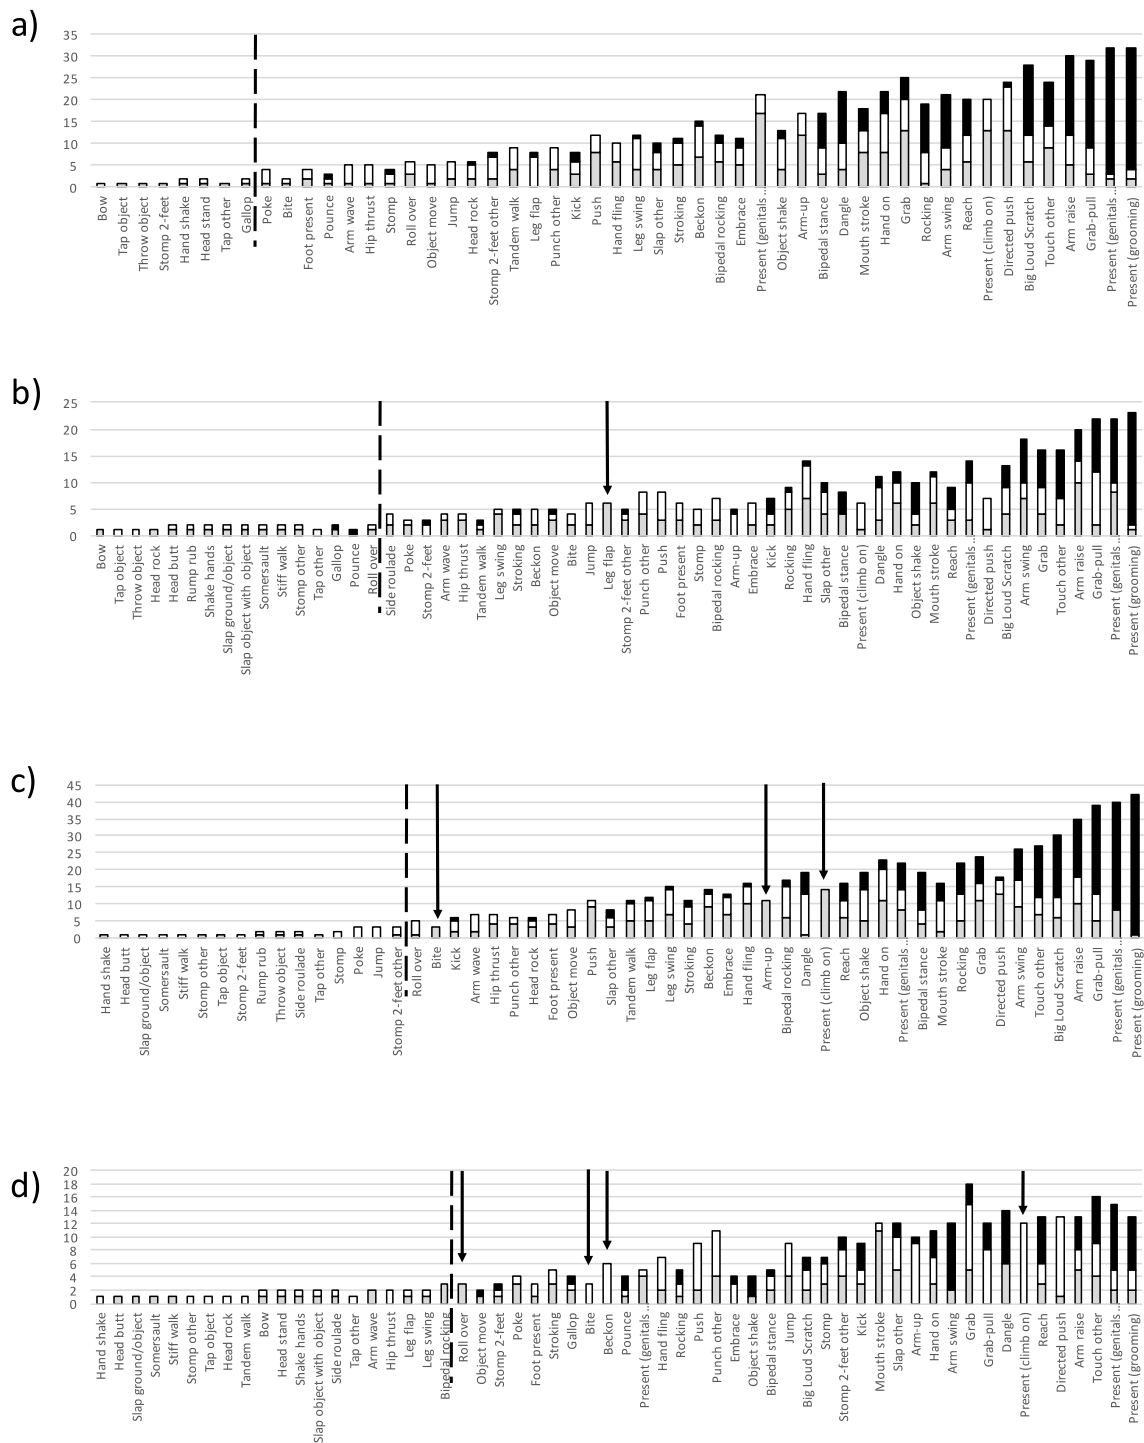 a)
35
30
25
20
15
10
5
0
Bow
Tap object
Throw object
Stomp 2-feet
Hand shake
Head stand
Tap other
Gallop
Poke
Bite
Foot present
Pounce
Arm wave
Hip thrust
Stomp
Roll over
Object move
Jump
Head rock
Stomp 2-feet other
Tandem walk
Leg flap
Punch other
Kick
Push
Hand fling
Leg swing
Slap other
Stroking
Beckon
Bipedal rocking
Embrace
Present (genitals…
Object shake
Arm-up
Bipedal stance
Dangle
Mouth stroke
Hand on
Grab
Rocking
Arm swing
Reach
Present (climb on)
Directed push
Big Loud Scratch
Touch other
Arm raise
Grab-pull
Present (genitals…
Present (grooming)
b)
25
20
15
10
5
0
Bow
Tap object
Throw object
Head rock
Head butt
Rump rub
Shake hands
Slap ground/object
Slap object with object
Somersault
Stiff walk
Stomp other
Tap other
Gallop
Pounce
Roll over
Side roulade
Poke
Stomp 2-feet
Arm wave
Hip thrust
Tandem walk
Leg swing
Stroking
Beckon
Object move
Bite
Jump
Leg flap
Stomp 2-feet other
Punch other
Push
Foot present
Stomp
Bipedal rocking
Arm-up
Embrace
Kick
Rocking
Hand fling
Slap other
Bipedal stance
Present (climb on)
Dangle
Hand on
Object shake
Mouth stroke
Reach
Present (genitals…
Directed push
Big Loud Scratch
Arm swing
Grab
Touch other
Arm raise
Grab-pull
Present (genitals…
Present (grooming)
c)
45
40
35
30
25
20
15
10
5
0
Hand shake
Head butt
Slap ground/object
Somersault
Stiff walk
Stomp other
Tap object
Stomp 2-feet
Rump rub
Throw object
Side roulade
Tap other
Stomp
Poke
Jump
Stomp 2-feet other
Roll over
Bite
Kick
Arm wave
Hip thrust
Punch other
Head rock
Foot present
Object move
Push
Slap other
Tandem walk
Leg flap
Leg swing
Stroking
Beckon
Embrace
Hand fling
Arm-up
Bipedal rocking
Dangle
Present (climb on)
Reach
Object shake
Hand on
Present (genitals…
Bipedal stance
Mouth stroke
Rocking
Grab
Directed push
Arm swing
Touch other
Big Loud Scratch
Arm raise
Grab-pull
Present (genitals…
Present (grooming)
d)
20
18
16
14
12
10
8
6
4
2
0
Hand shake
Head butt
Slap ground/object
Somersault
Stiff walk
Stomp other
Tap object
Head rock
Tandem walk
Bow
Head stand
Shake hands
Slap object with object
Side roulade
Tap other
Arm wave
Hip thrust
Leg flap
Leg swing
Bipedal rocking
Roll over
Object move
Stomp 2-feet
Poke
Foot present
Stroking
Gallop
Bite
Beckon
Pounce
Present (genitals…
Hand fling
Rocking
Push
Punch other
Embrace
Object shake
Bipedal stance
Jump
Big Loud Scratch
Stomp
Stomp 2-feet other
Kick
Mouth stroke
Slap other
Arm-up
Hand on
Arm swing
Grab
Grab-pull
Dangle
Present (climb on)
Reach
Directed push
Arm raise
Touch other
Present (genitals…
Present (grooming)